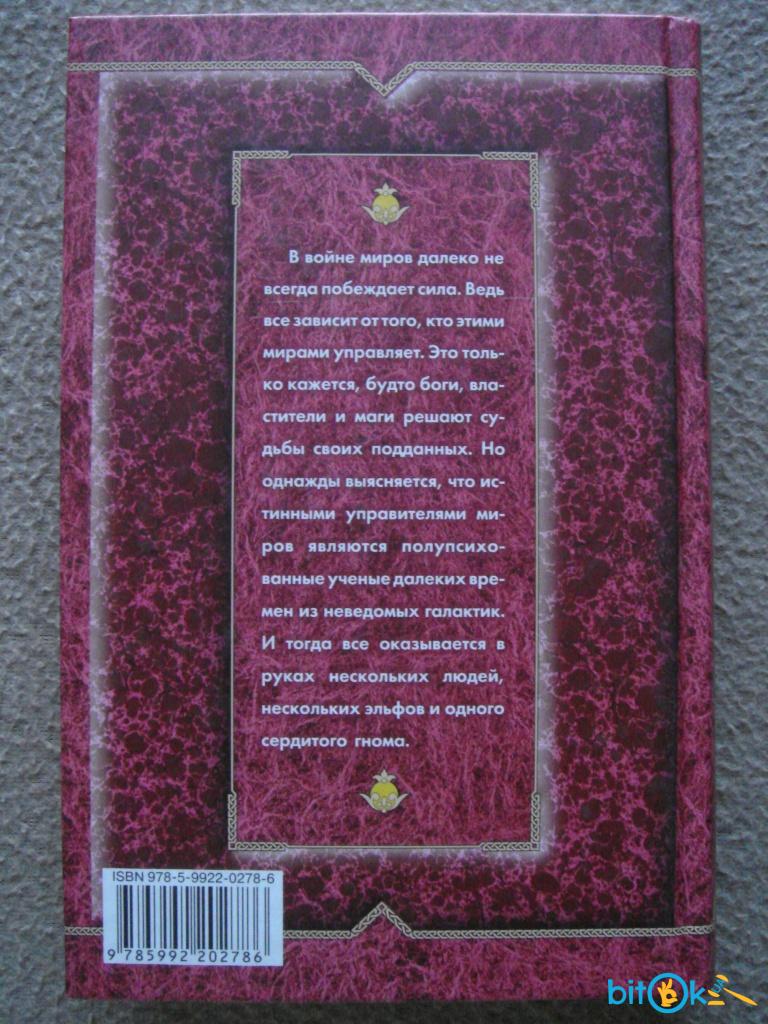 В войне миров далеко не
всегда побеждает сила. Ведь
все зависит от того, кто этими
мирами управляет. Это толь-
ко кажется, будто боги, вла-
стители и маги решают су-
дьбы своих подданных. Но
однажды выясняется, что ис-
тинными управителями ми-
ров являются полупсихо-
ванные ученые далеких вре-
мен из неведомых галактик.
И тогда все оказывается в
руках нескольких людей,
нескольких эльфов и одного
сердитого гнома.
ISBN 978-5-9922-0278-6
9 785992 202786
bitOk.ua